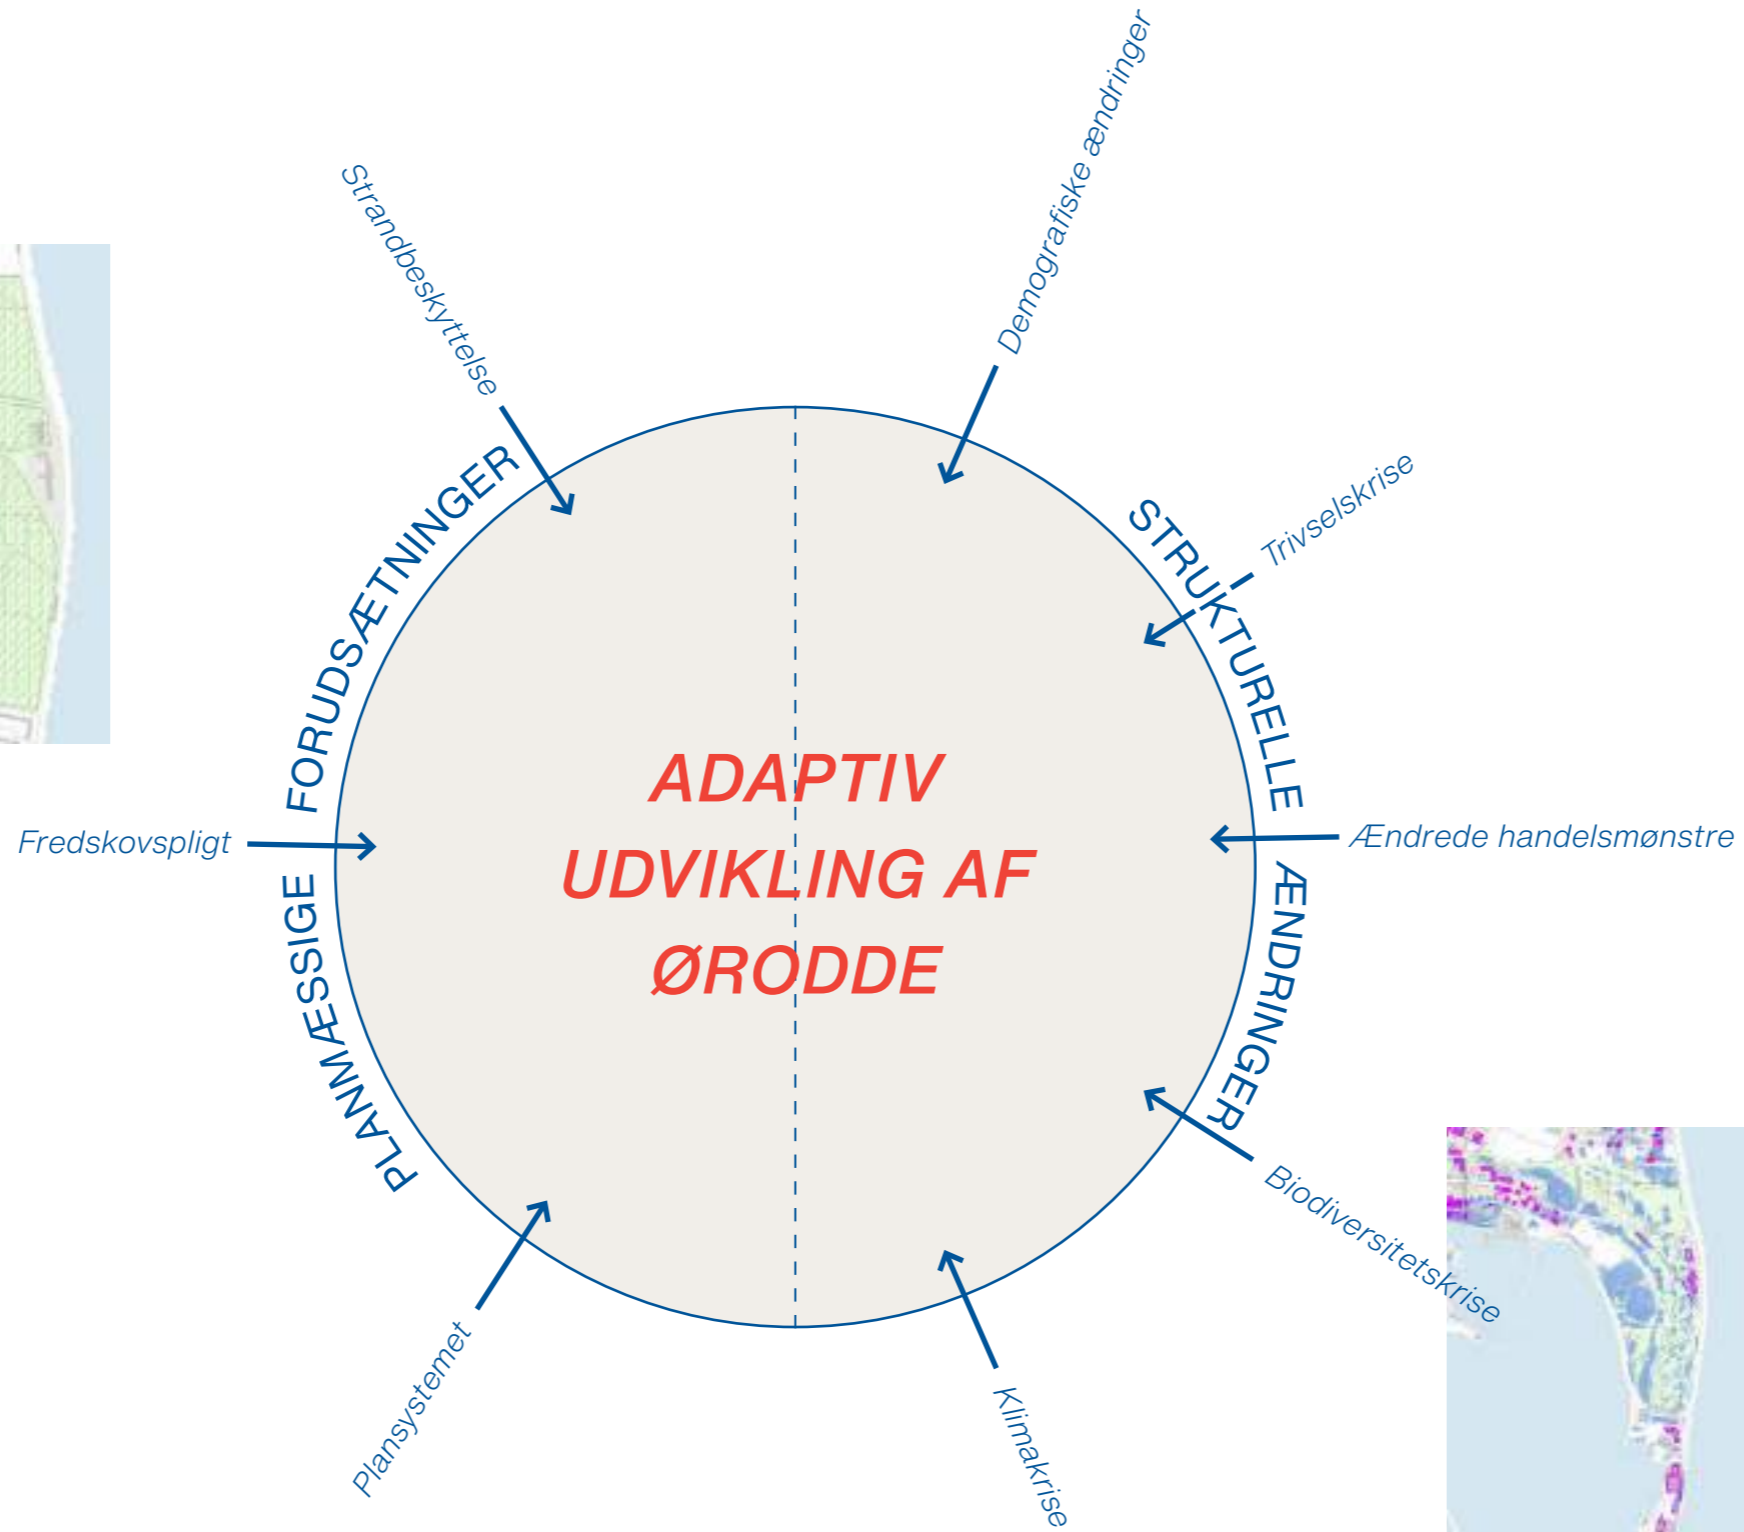 Demografiske ændringer
Strandbeskyttelse
Trivselskrise
PLANMÆSSIGE FORUDSÆTNINGER
STRUKTURELLE ÆNDRINGER
ADAPTIV
UDVIKLING AF
ØRODDE
Fredskovspligt
Ændrede handelsmønstre
Biodiversitetskrise
Plansystemet
Klimakrise